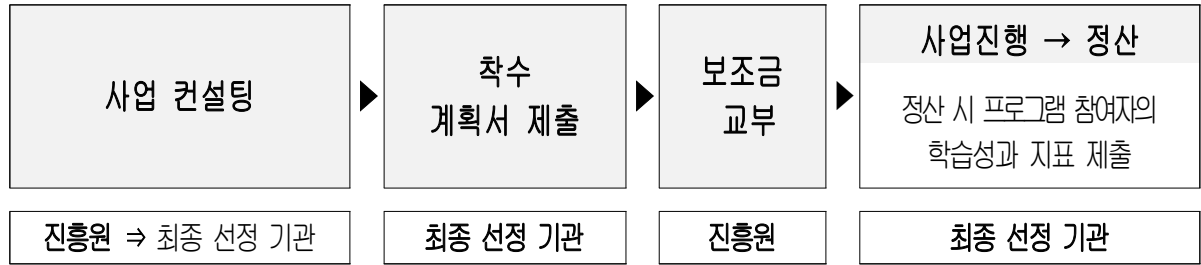 사업 컨설팅
착수
계획서 제출
보조금
교부
사업진행 → 정산
정산 시 프로그램 참여자의
학습성과 지표 제출
진흥원 ⇒ 최종 선정 기관
최종 선정 기관
진흥원
최종 선정 기관